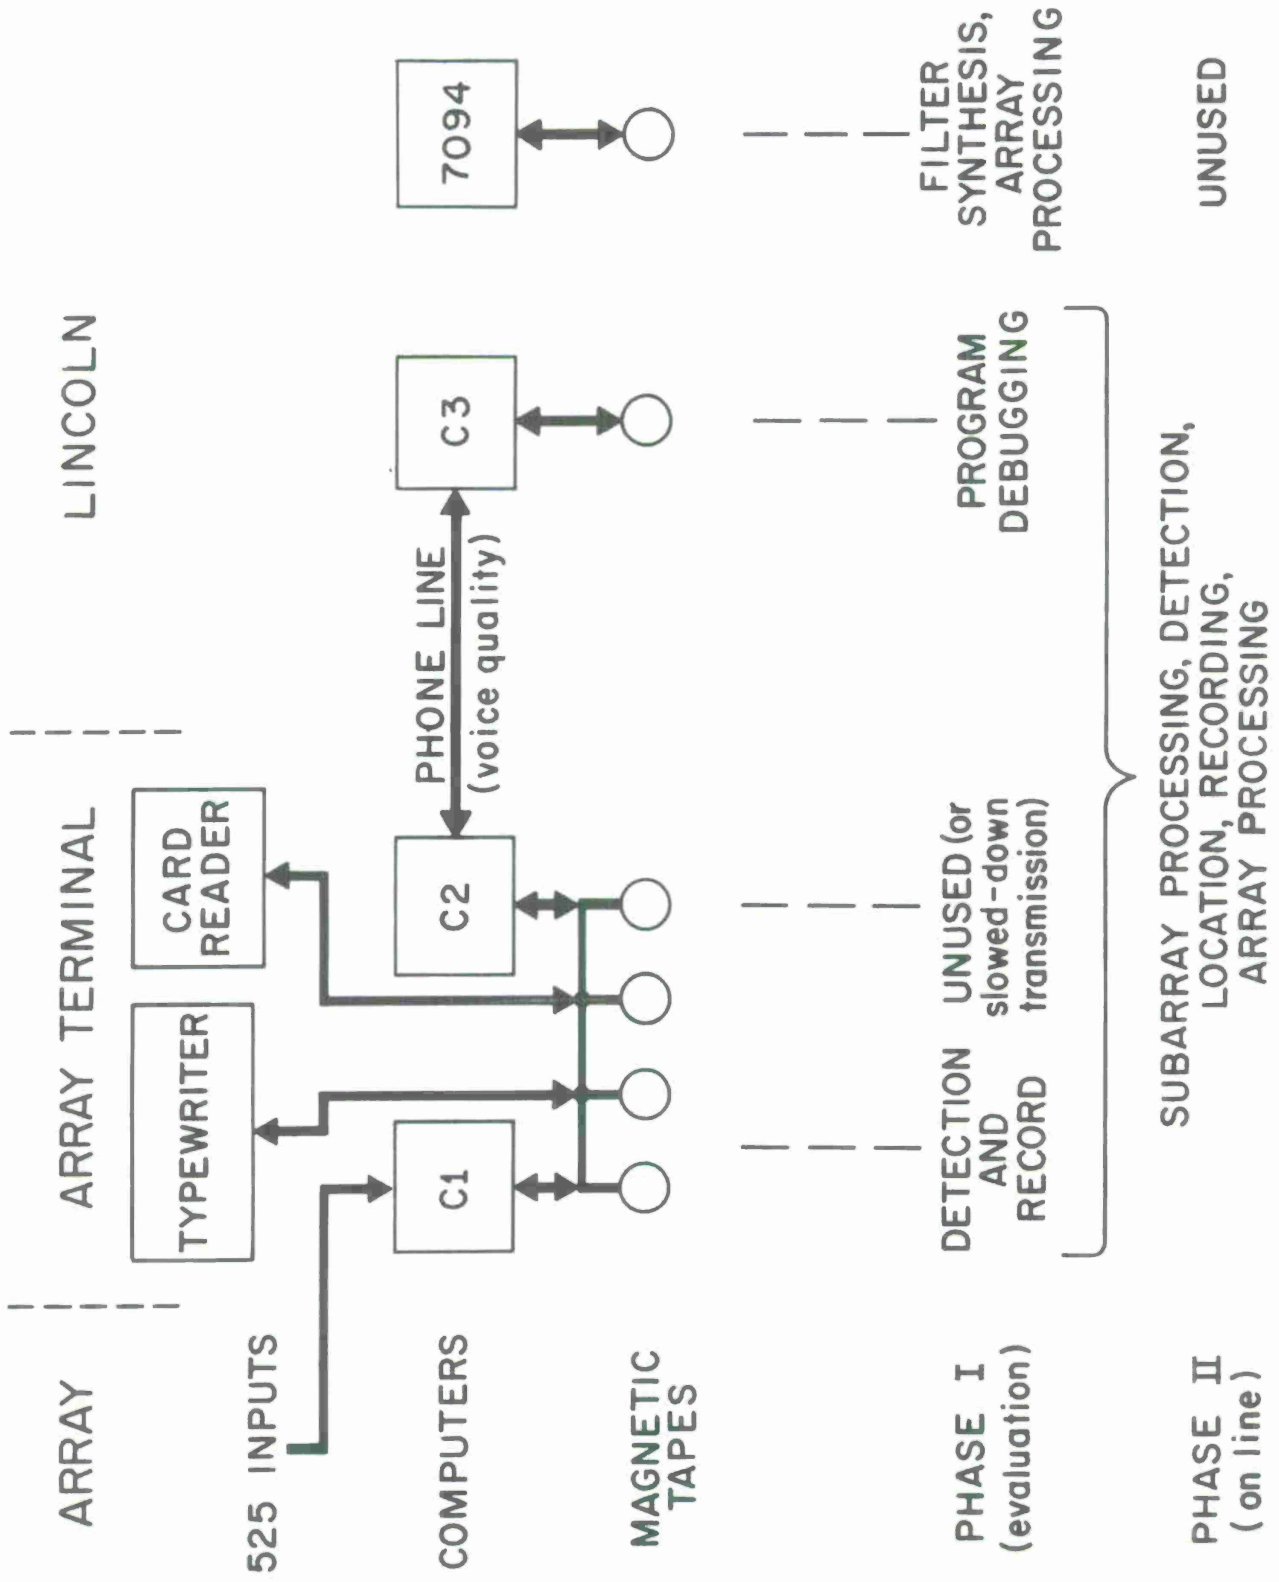 ARRAY
ARRAY TERMINAL
LINCOLN
525 INPUTS
TYPEWRITER
CARD
READER
COMPUTERS
C1
C2
PHONE LINE
(voice quality)
C3
7094
MAGNETIC
TAPES
PHASE I
(evaluation)
DETECTION
AND
RECORD
UNUSED (or
slowed-down
transmission)
PROGRAM
DEBUGGING
FILTER
SYNTHESIS,
ARRAY
PROCESSING
PHASE II
(on line)
SUBARRAY PROCESSING, DETECTION,
LOCATION, RECORDING,
ARRAY PROCESSING
UNUSED